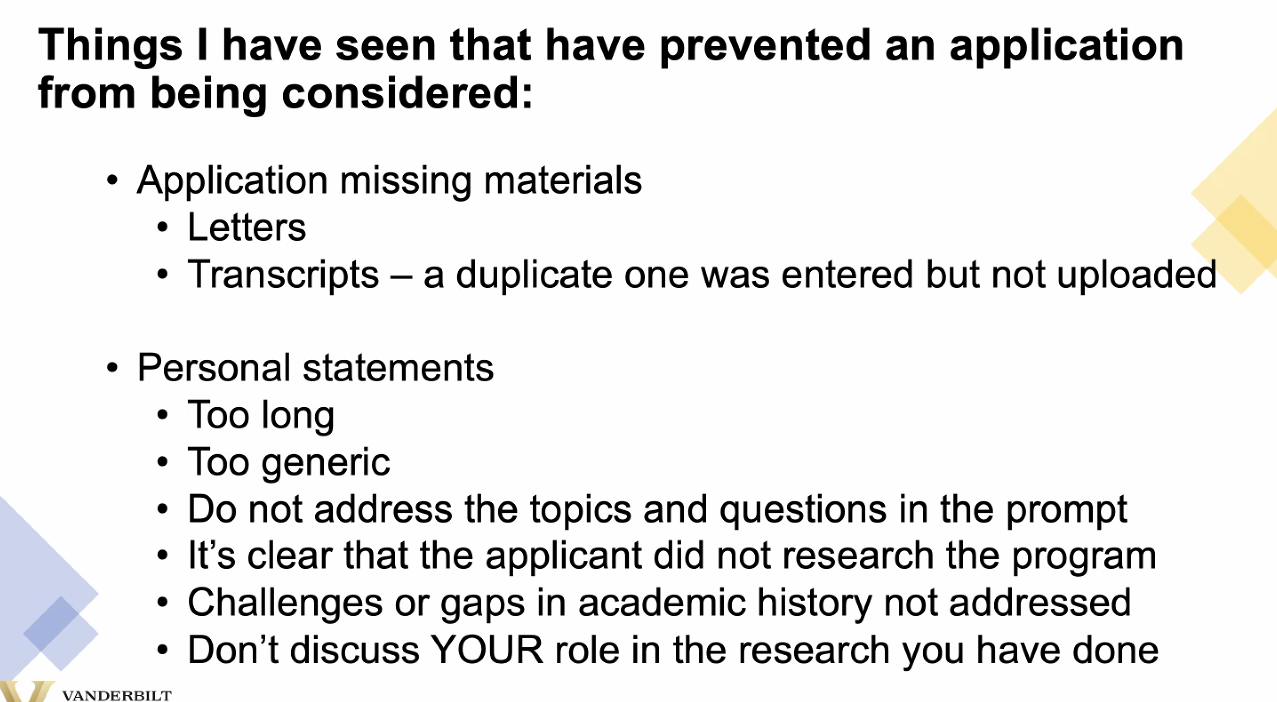 Things I have seen that have prevented an application
from being considered:
• Application missing materials
• Letters
• Transcripts – a duplicate one was entered but not uploaded
• Personal statements
• Too long
• Too generic
• Do not address the topics and questions in the prompt
• It’s clear that the applicant did not research the program
• Challenges or gaps in academic history not addressed
• Don’t discuss YOUR role in the research you have done
VANDERBILT